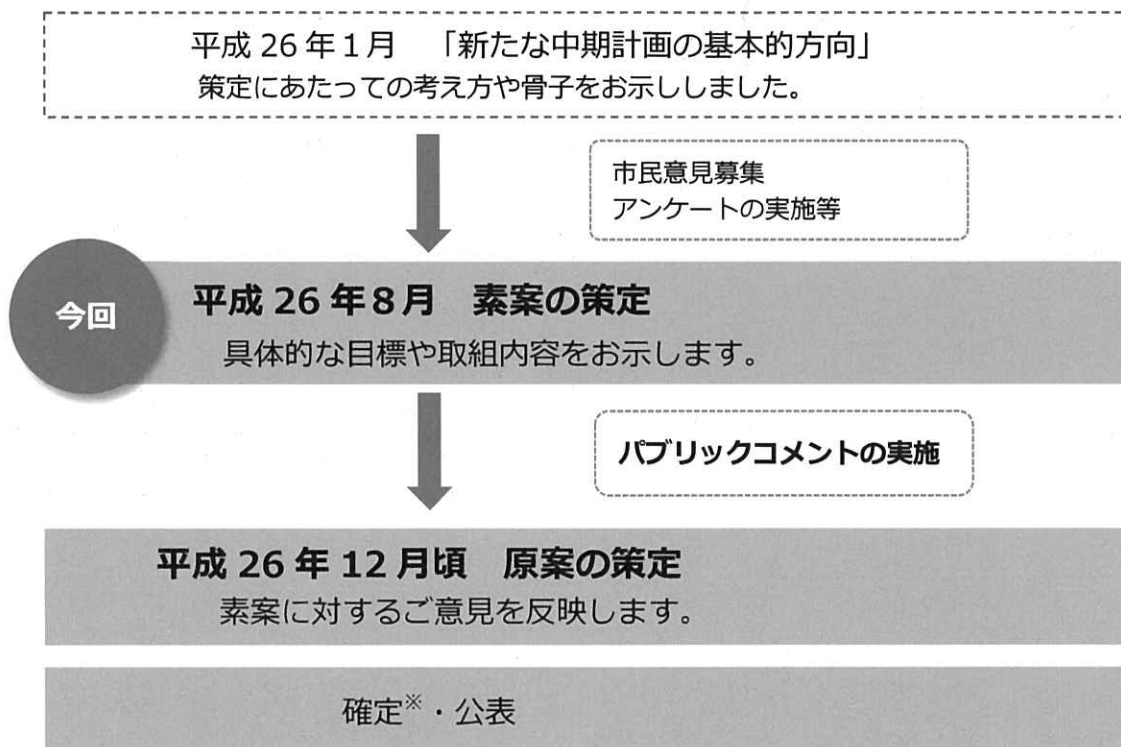 平成 26 年１月　「新たな中期計画の基本的方向」
策定にあたっての考え方や骨子をお示ししました。
市民意見募集
アンケートの実施等
今回
平成 26 年８月　素案の策定
具体的な目標や取組内容をお示します。
パブリックコメントの実施
平成 26 年 12 月頃　原案の策定
素案に対するご意見を反映します。
確定※・公表